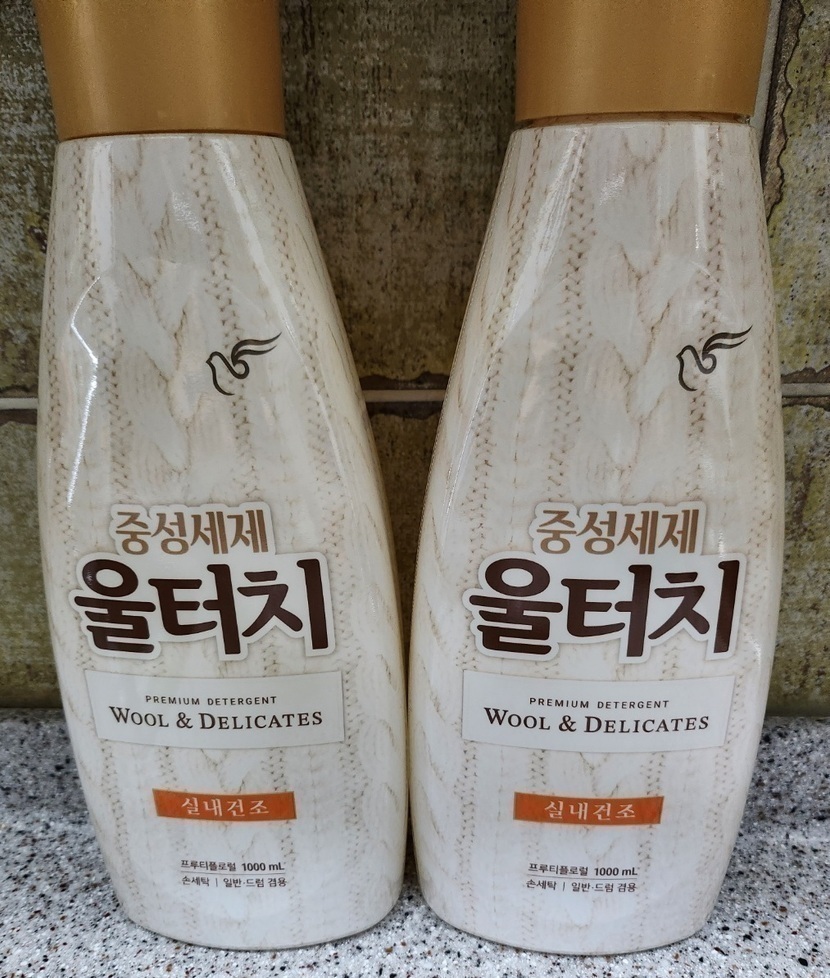 중성세제
울터치
PREMIUM DETERGENT
WOOL & DELICATES
실내건조
프루티플로럴 1000 mL
손세탁 | 일반·드럼 겸용
중성세제
울터치
PREMIUM DETERGENT
WOOL & DELICATES
실내건조
프루티플로럴 1000 mL
손세탁 | 일반·드럼 겸용